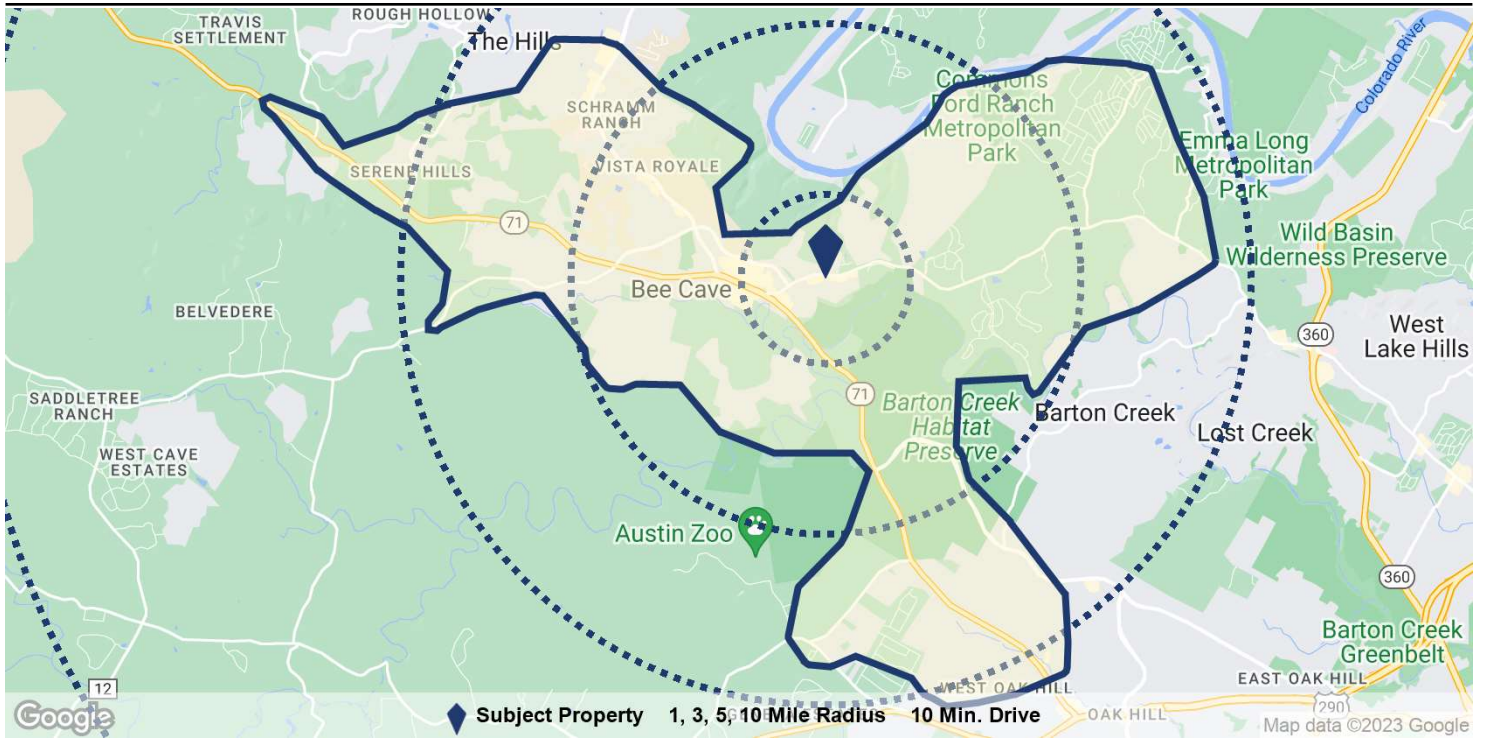 ROUGH HOLLOW
TRAVIS
SETTLEMENT
The Hills
Colorado River
Commons
Ford Ranch
Metropolitan
Park
SCHRAMM
RANCH
Emma Long
Metropolitan
Park
VISTA ROYALE
SERENE HILLS
71
Wild Basin
Wilderness Preserve
Bee Cave
BELVEDERE
360
West
Lake Hills
71
SADDLETREE
RANCH
Barton Creek
Habitat
Preserve
Barton Creek
Lost Creek
WEST CAVE
ESTATES
Austin Zoo
360
Barton Creek
Greenbelt
EAST OAK HILL
12
WEST OAK HILL
290
OAK HILL
Google
Subject Property 1, 3, 5, 10 Mile Radius 10 Min. Drive
Map data ©2023 Google